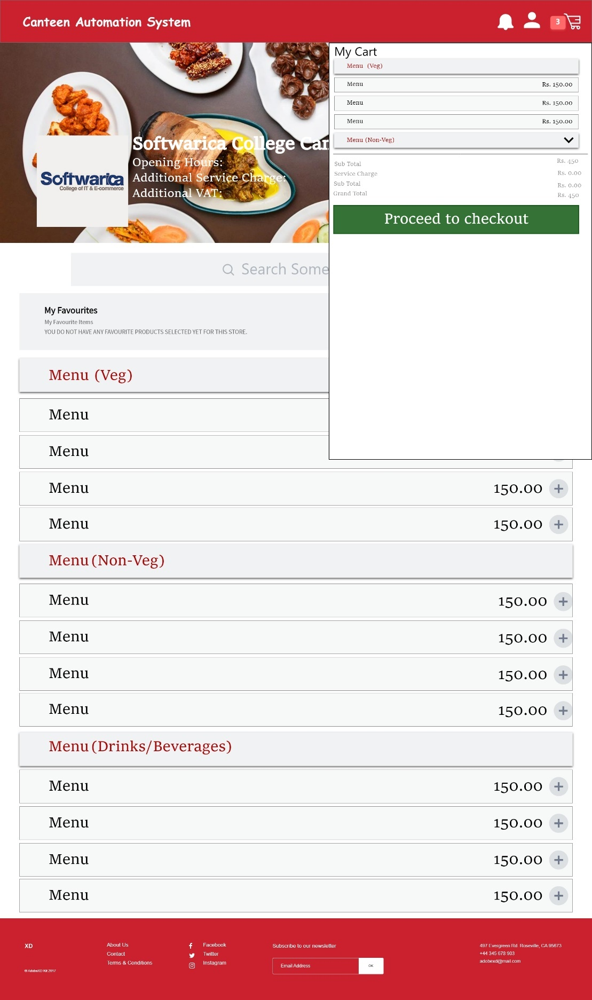 Canteen Automation System
3
My Cart
Menu (Veg)
Menu Rs. 150.00
Menu Rs. 150.00
Menu Rs. 150.00
Menu (Non-Veg)
Sub Total Rs. 450
Service Charge Rs. 0.00
Sub Total Rs. 0.00
Grand Total Rs. 450
Proceed to checkout
Softwarica College Can
Opening Hours:
Additional Service Charge:
Additional VAT:
Softwarica
College of IT & E-commerce
Search Some
My Favourites
My Favourite Items
YOU DO NOT HAVE ANY FAVOURITE PRODUCTS SELECTED YET FOR THIS STORE.
Menu (Veg)
Menu
Menu
Menu 150.00
Menu 150.00
Menu (Non-Veg)
Menu 150.00
Menu 150.00
Menu 150.00
Menu 150.00
Menu (Drinks/Beverages)
Menu 150.00
Menu 150.00
Menu 150.00
Menu 150.00
XD
© AdobeXD Kit 2017
About Us
Contact
Terms & Conditions
Facebook
Twitter
Instagram
Subscribe to our newsletter
Email Address OK
497 Evergreen Rd. Roseville, CA 95673
+44 345 678 903
adobexd@mail.com